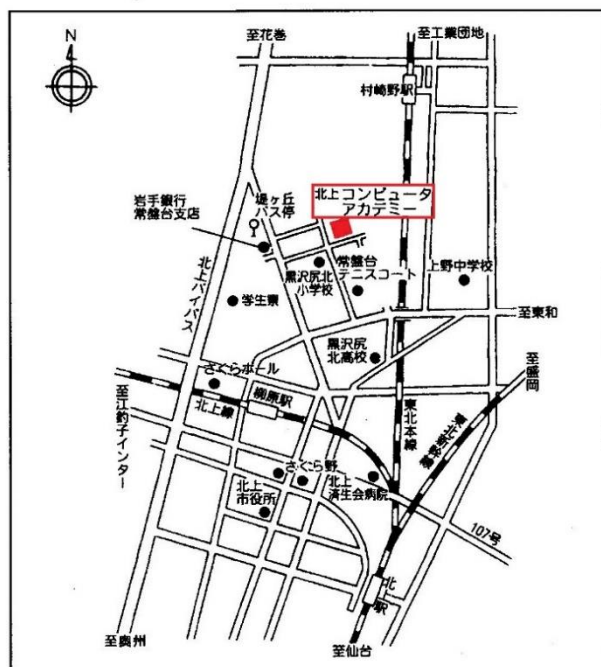 N
至花巻
至工業団地
村崎野駅
岩手銀行
常盤台支店
堤ヶ丘
バス停
北上コンピュータ
アカデミー
北上バイパス
黒沢尻北
小学校
常盤台
テニスコート
上野中学校
学生寮
至東和
黒沢尻
北高校
至盛岡
さくらホール
柳原駅
北上線
至江釣子インター
東北本線
東北新幹線
さくら野
北上
市役所
北上
済生会病院
107号
北
駅
至奥州
至仙台